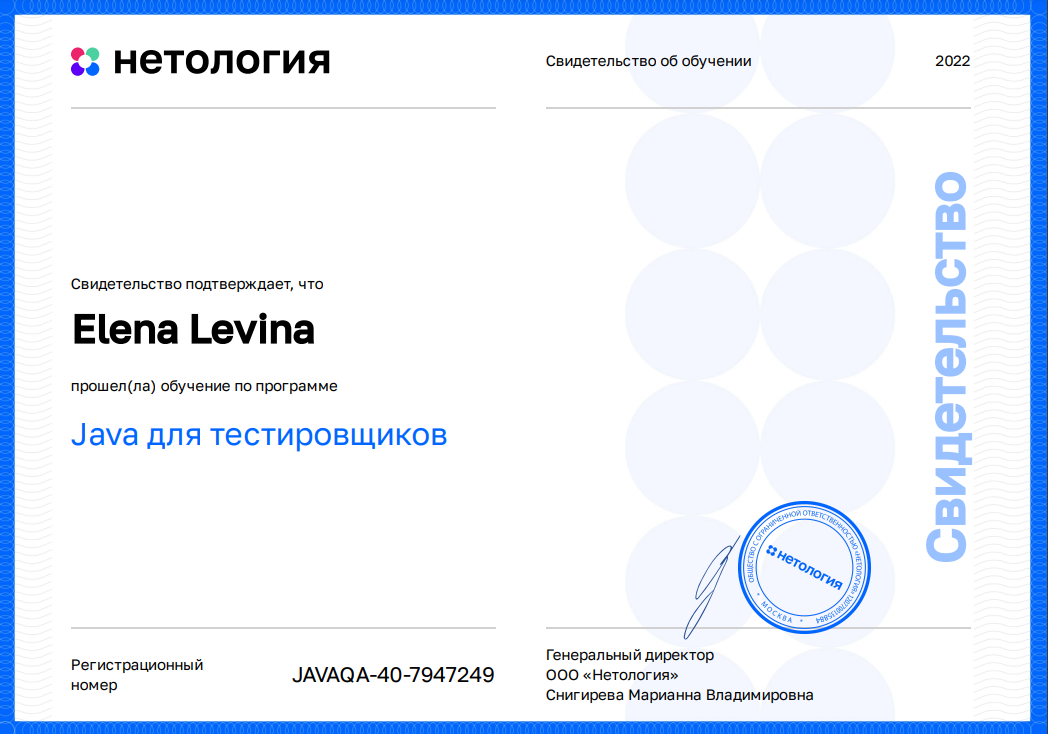 нетология
Свидетельство об обучении
2022
Свидетельство подтверждает, что
Elena Levina
прошел(ла) обучение по программе
Java для тестировщиков
Свидетельство
ОБЩЕСТВО С ОГРАНИЧЕННОЙ ОТВЕТСТВЕННОСТЬЮ «НЕТОЛОГИЯ»
* МОСКВА *
нетология
Регистрационный
номер
JAVAQA-40-7947249
Генеральный директор
ООО «Нетология»
Снигирева Марианна Владимировна